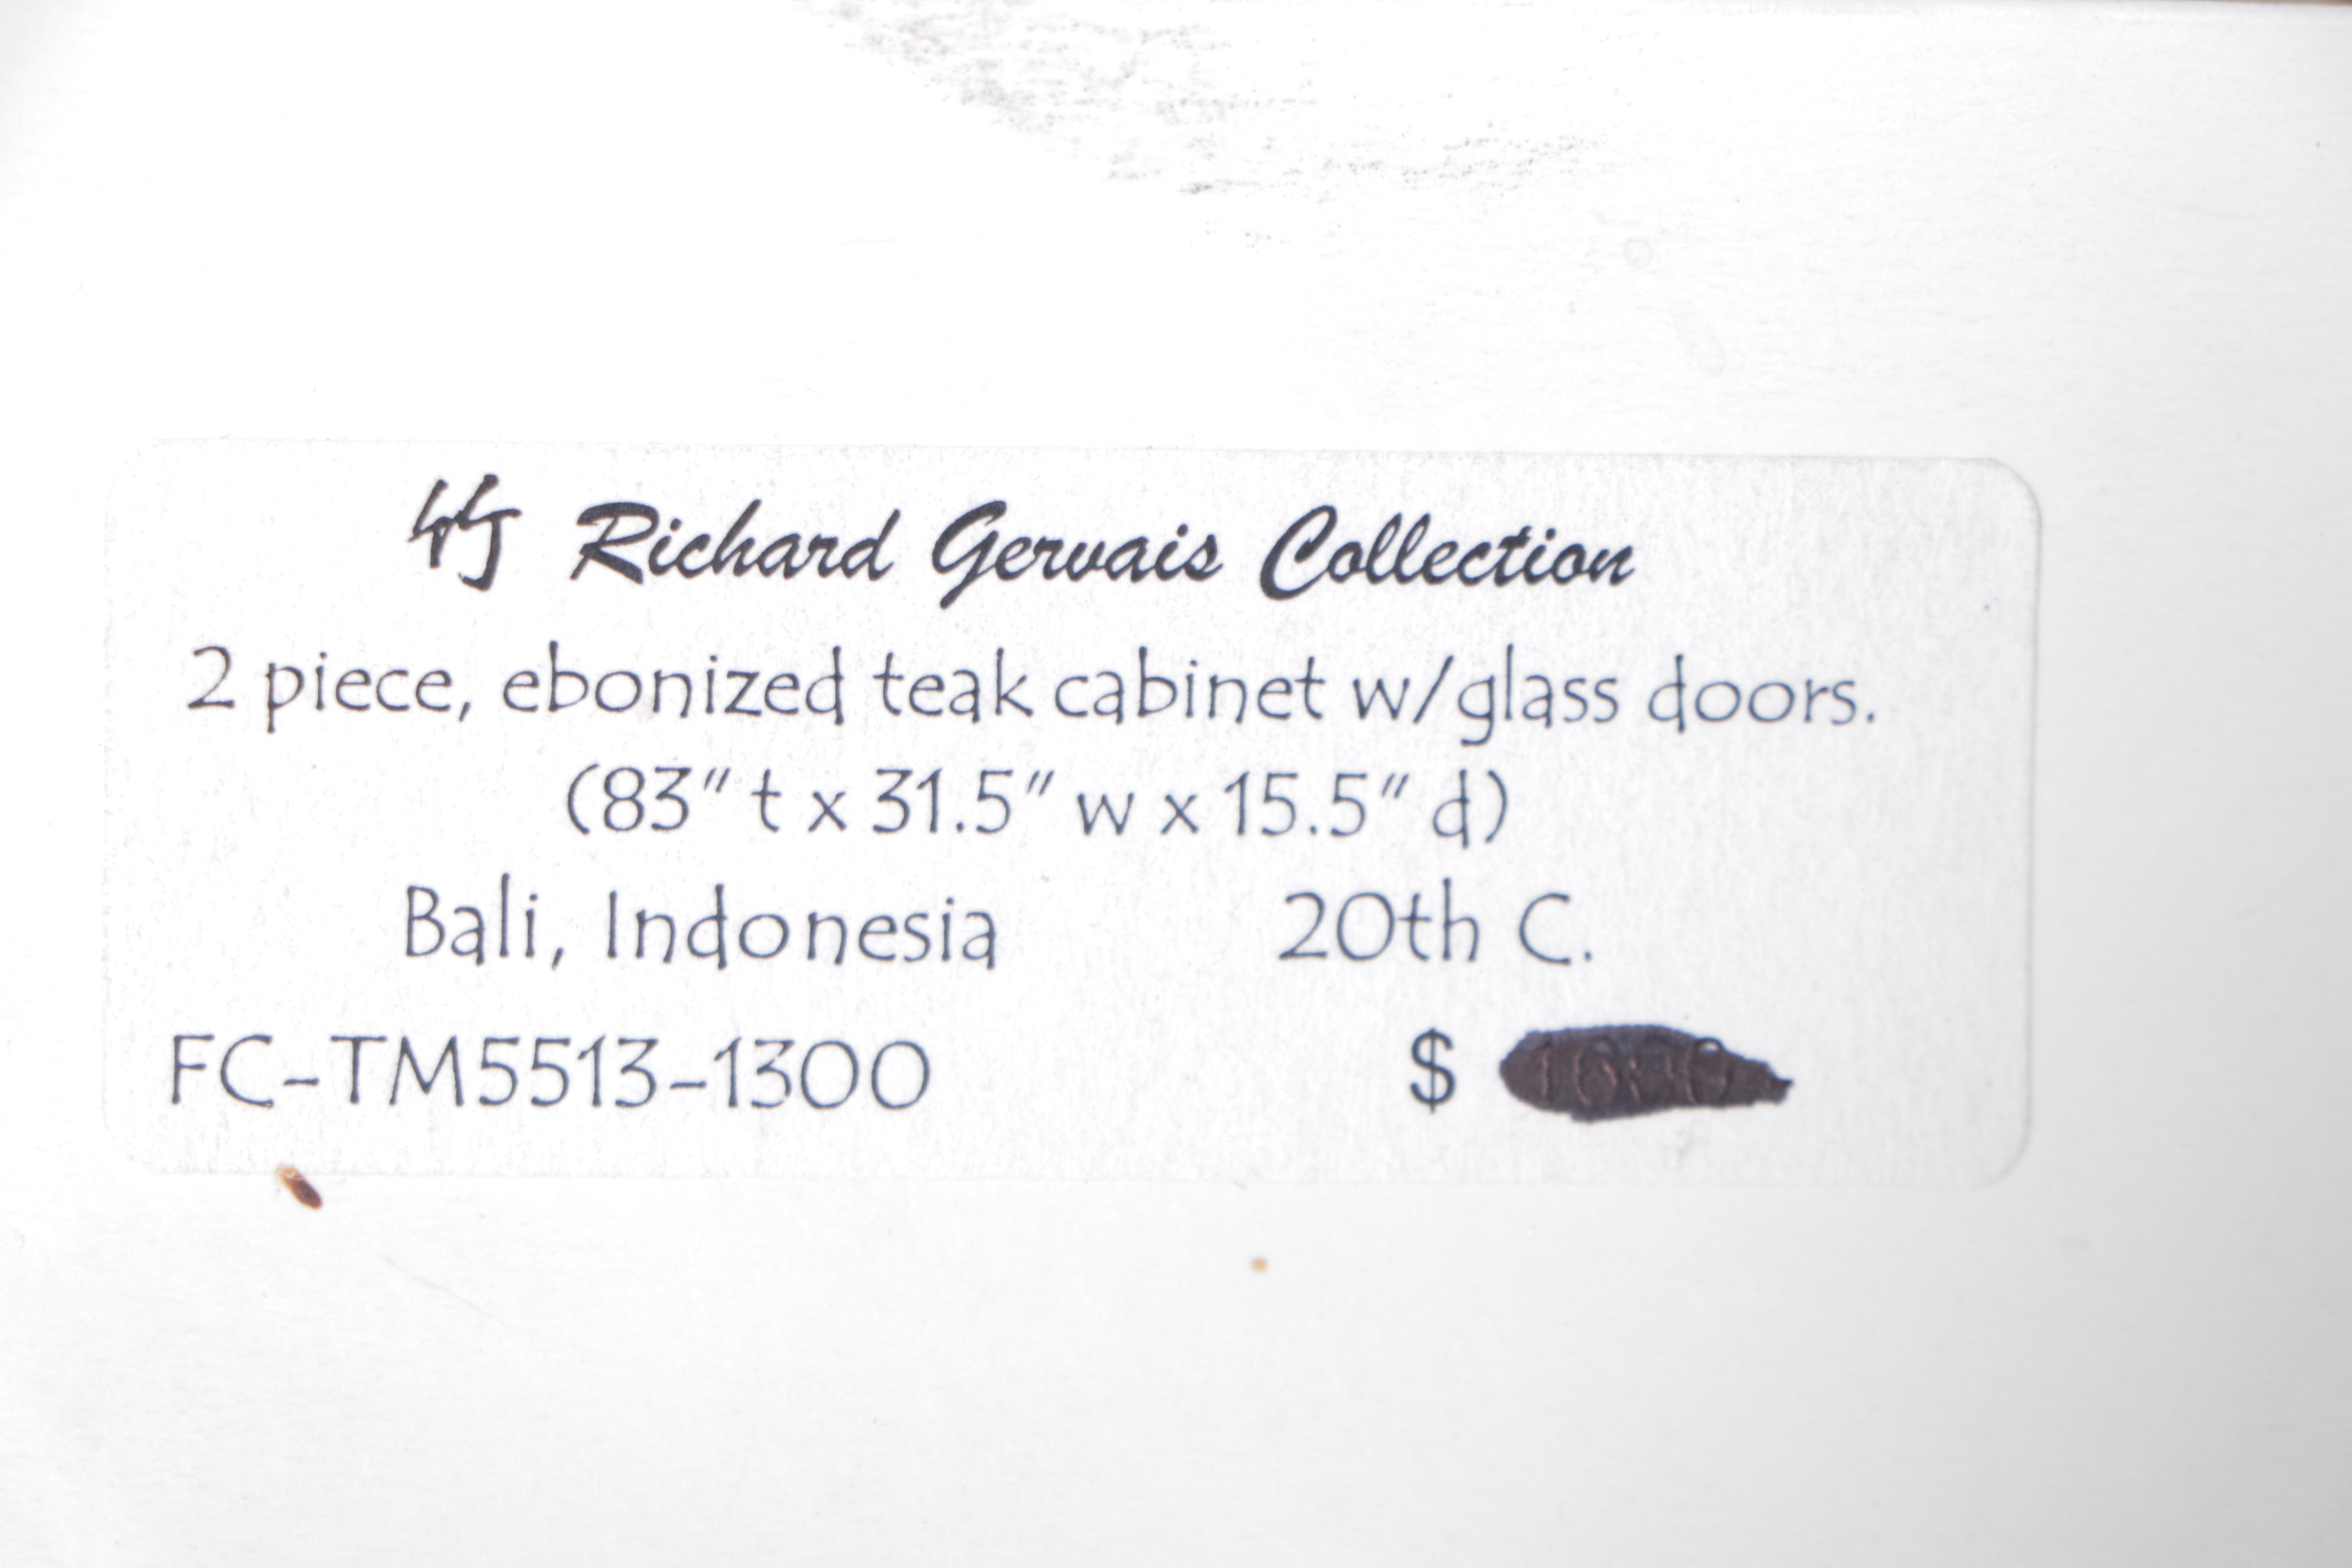 Richard Gervais Collection
2 piece, ebonized teak cabinet w/glass doors.
(83" t x 31.5" w x 15.5" d)
Bali, Indonesia 20th C.
FC-TM5513-1300 $